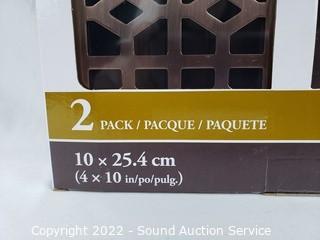 2 PACK / PACQUE / PAQUETE
10 × 25.4 cm
(4 × 10 in/po/pulg.)
Copyright 2022 - Sound Auction Service